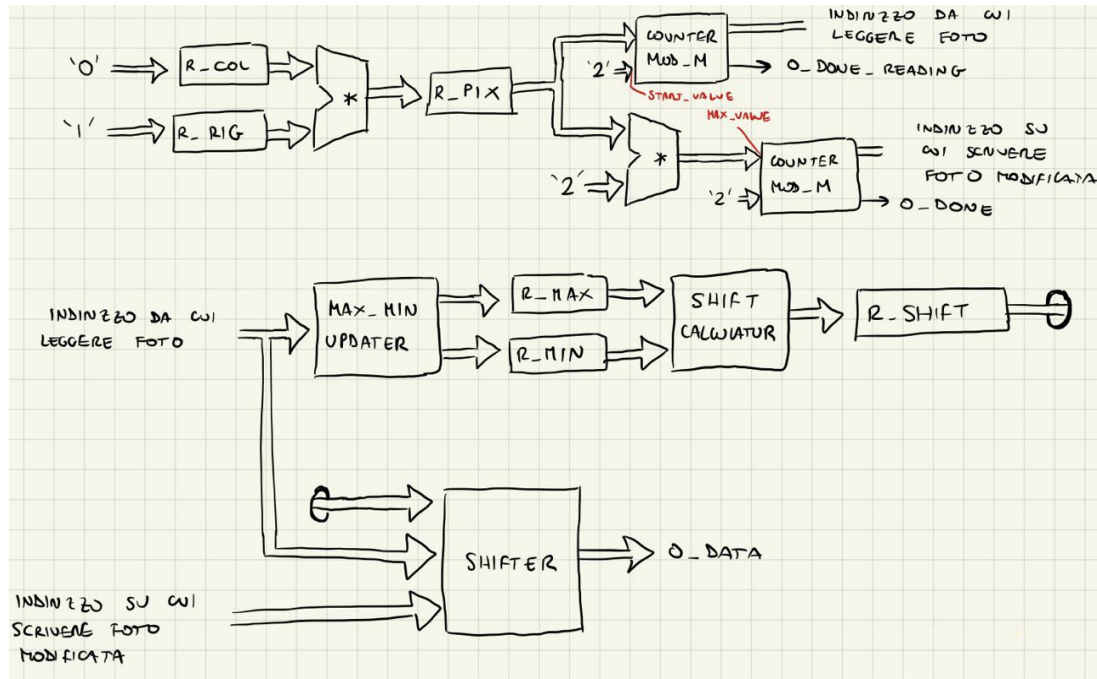 INDIRIZZO DA CUI
LEGGERE FOTO
'0'
R_COL
COUNTER
MOD_M
'2'
O_DONE_READING
*
R_PIX
START_VALUE
MAX_VALUE
'1'
R_RIG
INDIRIZZO SU
CUI SCRIVERE
FOTO MODIFICATA
*
COUNTER
MOD_M
'2'
'2'
O_DONE
INDIRIZZO DA CUI
LEGGERE FOTO
MAX_MIN
UPDATER
R_MAX
R_MIN
SHIFT
CALCULATOR
R_SHIFT
SHIFTER
O_DATA
INDIRIZZO SU CUI
SCRIVERE FOTO
MODIFICATA